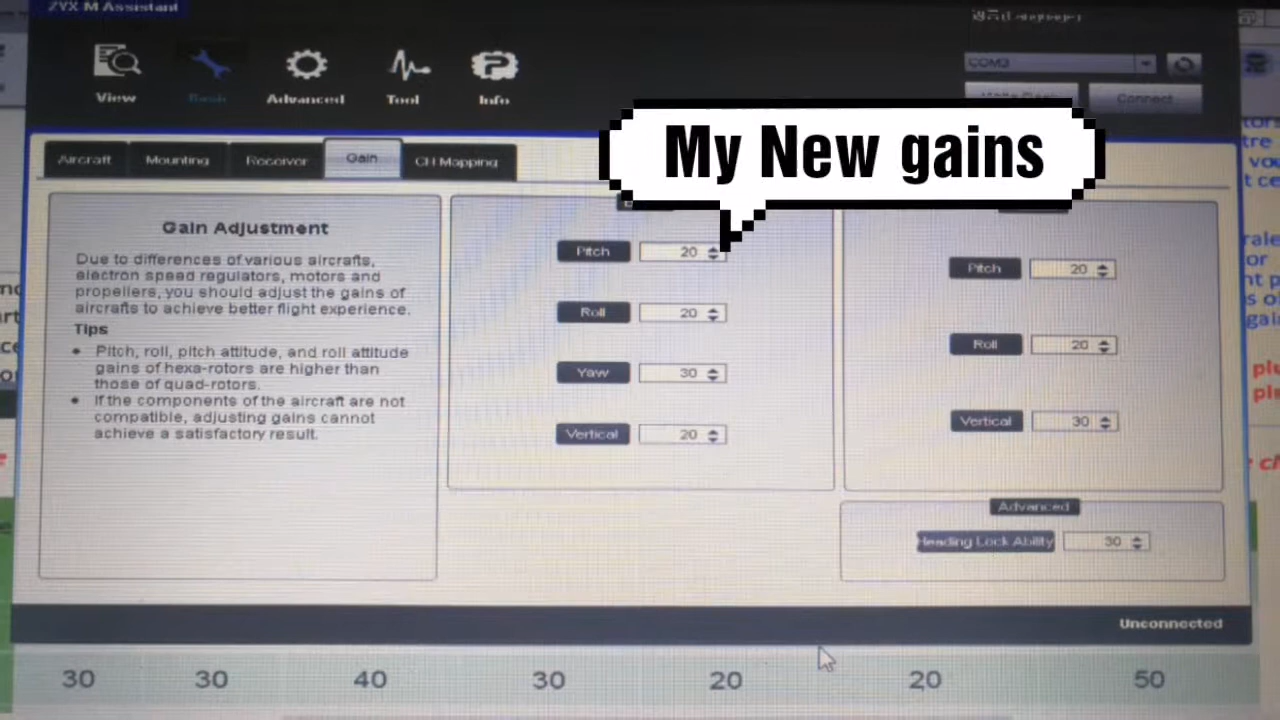 ZYX M Assistant
COM3
View
Basic
Advanced
Tool
Info
Connect
My New gains
Aircraft
Mounting
Receiver
Gain
CH Mapping
Gain Adjustment
Due to differences of various aircrafts,
electron speed regulators, motors and
propellers, you should adjust the gains of
aircrafts to achieve better flight experience.
Tips
Pitch, roll, pitch attitude, and roll attitude
gains of hexa-rotors are higher than
those of quad-rotors.
If the components of the aircraft are not
compatible, adjusting gains cannot
achieve a satisfactory result.
Pitch 20
Roll 20
Yaw 30
Vertical 20
Pitch 20
Roll 20
Vertical 30
Advanced
Heading Lock Ability 30
Unconnected
30 30 40 30 20 20 50